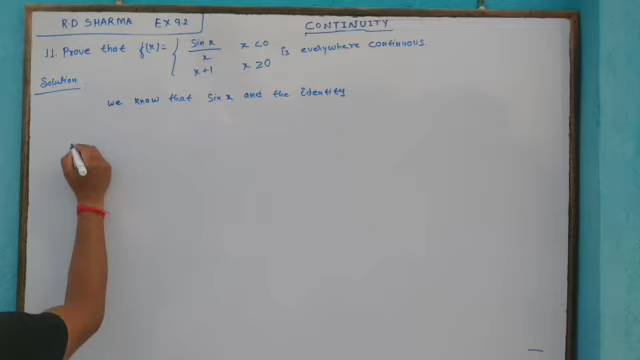 RD SHARMA EX 9.2
CONTINUITY
11. Prove that f(x) = { sin x / x x < 0 is everywhere continuous.
x+1 x ≥ 0
Solution
we know that Sin x and the identity